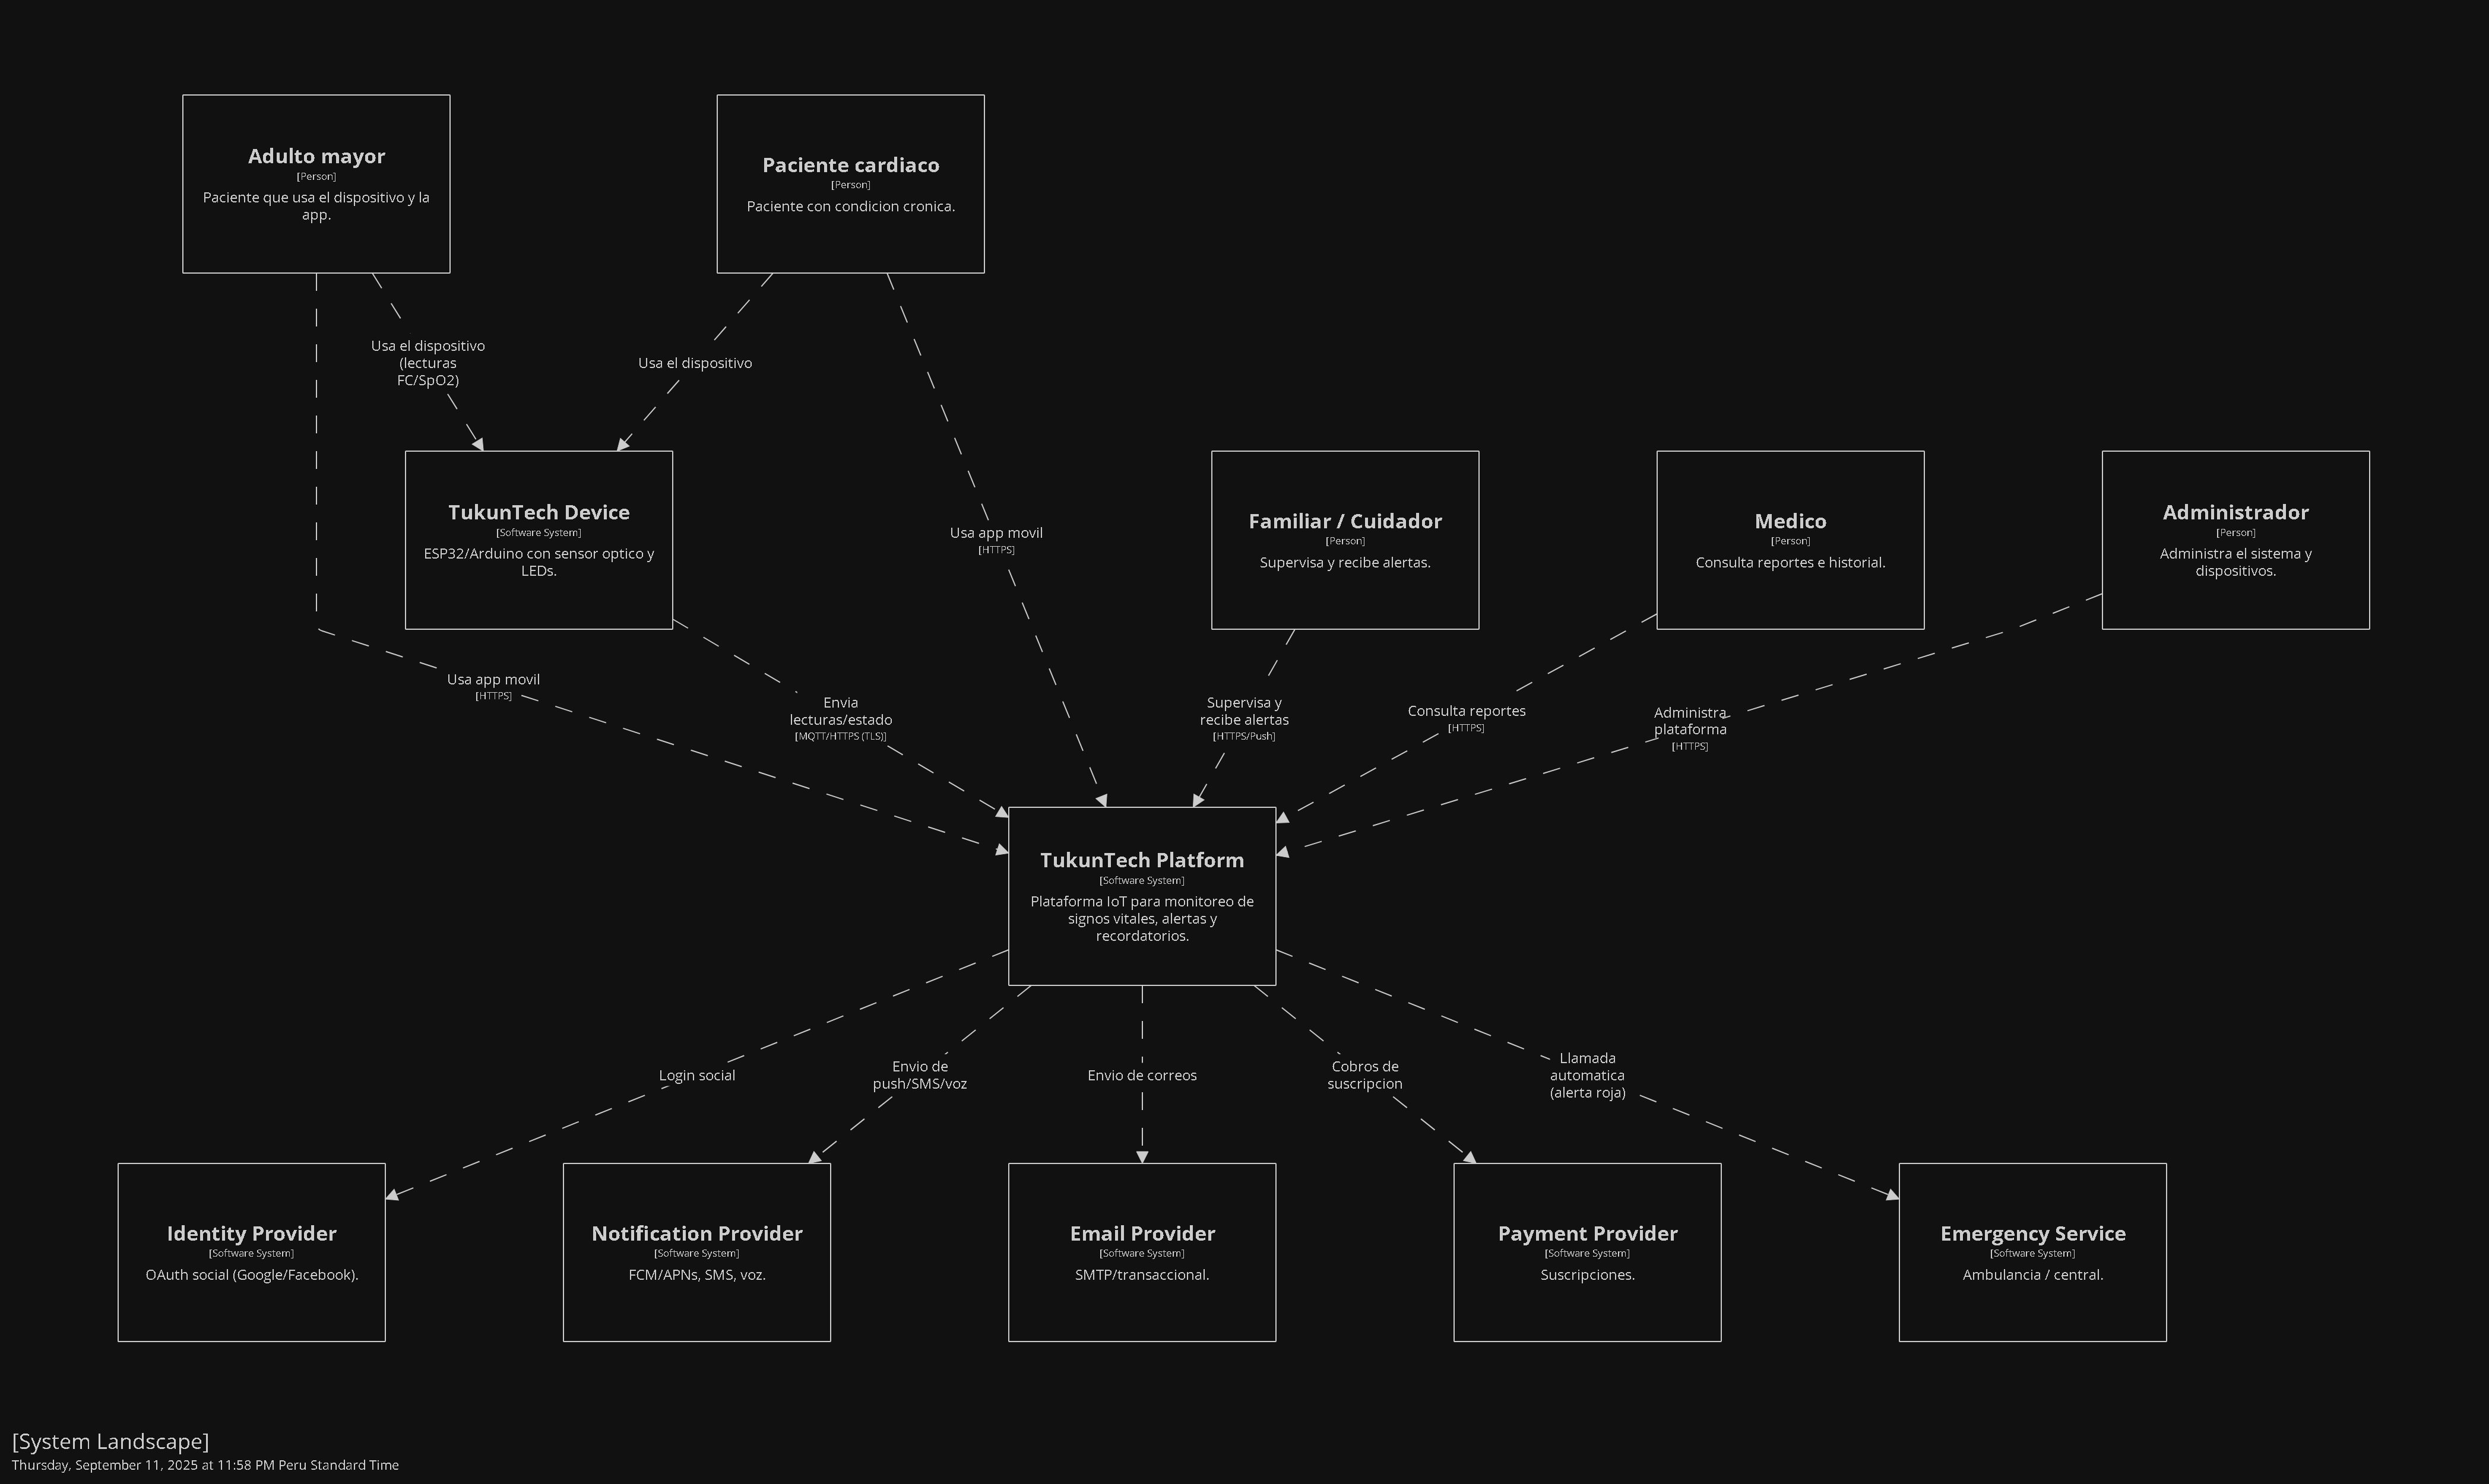 Adulto mayor
[Person]
Paciente que usa el dispositivo y la
app.
Paciente cardiaco
[Person]
Paciente con condicion cronica.
Usa el dispositivo
(lecturas
FC/SpO2)
Usa el dispositivo
TukunTech Device
[Software System]
ESP32/Arduino con sensor optico y
LEDs.
Usa app movil
[HTTPS]
Familiar / Cuidador
[Person]
Supervisa y recibe alertas.
Medico
[Person]
Consulta reportes e historial.
Administrador
[Person]
Administra el sistema y
dispositivos.
Usa app movil
[HTTPS]
Envia
lecturas/estado
[MQTT/HTTPS (TLS)]
Supervisa y
recibe alertas
[HTTPS/Push]
Consulta reportes
[HTTPS]
Administra
plataforma
[HTTPS]
TukunTech Platform
[Software System]
Plataforma IoT para monitoreo de
signos vitales, alertas y
recordatorios.
Login social
Envio de
push/SMS/voz
Envio de correos
Cobros de
suscripcion
Llamada
automatica
(alerta roja)
Identity Provider
[Software System]
OAuth social (Google/Facebook).
Notification Provider
[Software System]
FCM/APNs, SMS, voz.
Email Provider
[Software System]
SMTP/transaccional.
Payment Provider
[Software System]
Suscripciones.
Emergency Service
[Software System]
Ambulancia / central.
[System Landscape]
Thursday, September 11, 2025 at 11:58 PM Peru Standard Time